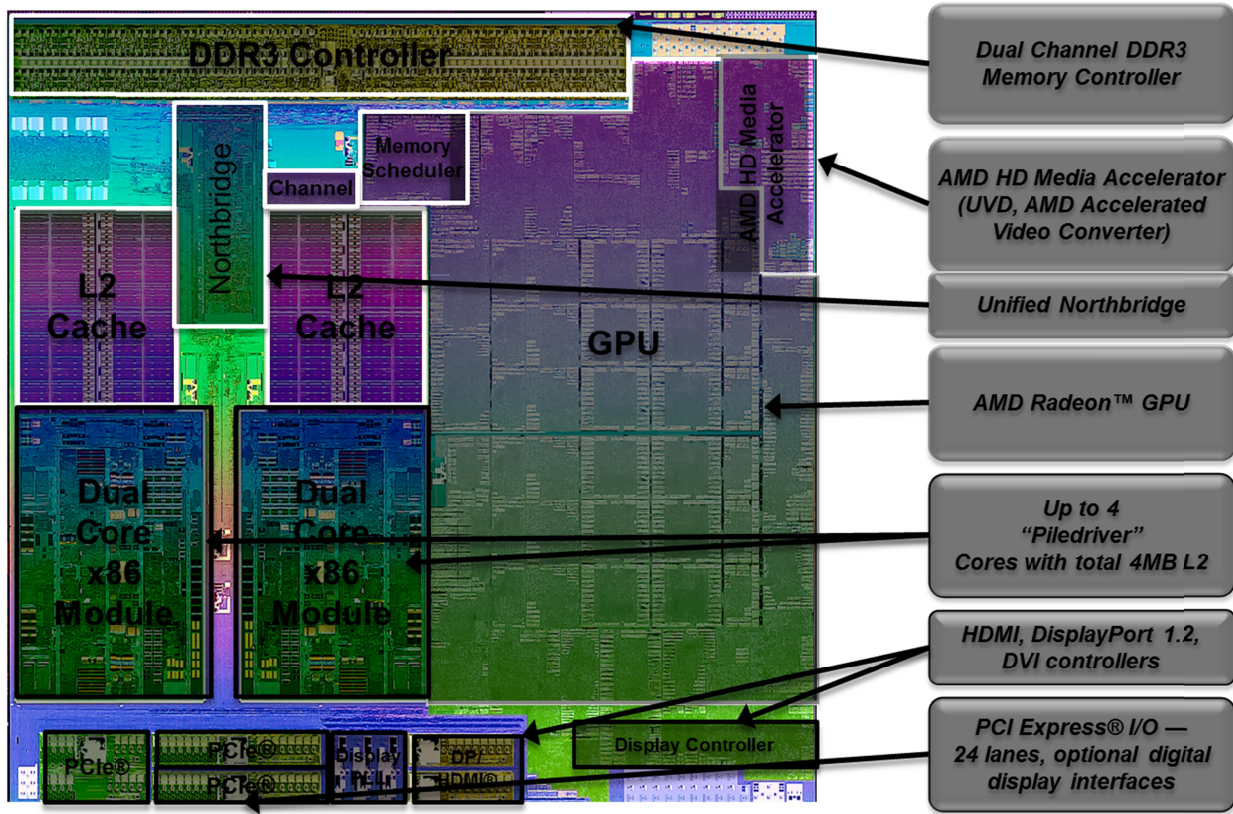 DDR3 Controller
Northbridge
Channel
Memory
Scheduler
AMD HD Media
Accelerator
L2
Cache
L2
Cache
GPU
Dual
Core
x86
Module
Dual
Core
x86
Module
PCIe®
PCIe®
PCIe®
Display
PLL
DP/
HDMI®
Display Controller
Dual Channel DDR3
Memory Controller
AMD HD Media Accelerator
(UVD, AMD Accelerated
Video Converter)
Unified Northbridge
AMD Radeon™ GPU
Up to 4
“Piledriver”
Cores with total 4MB L2
HDMI, DisplayPort 1.2,
DVI controllers
PCI Express® I/O —
24 lanes, optional digital
display interfaces